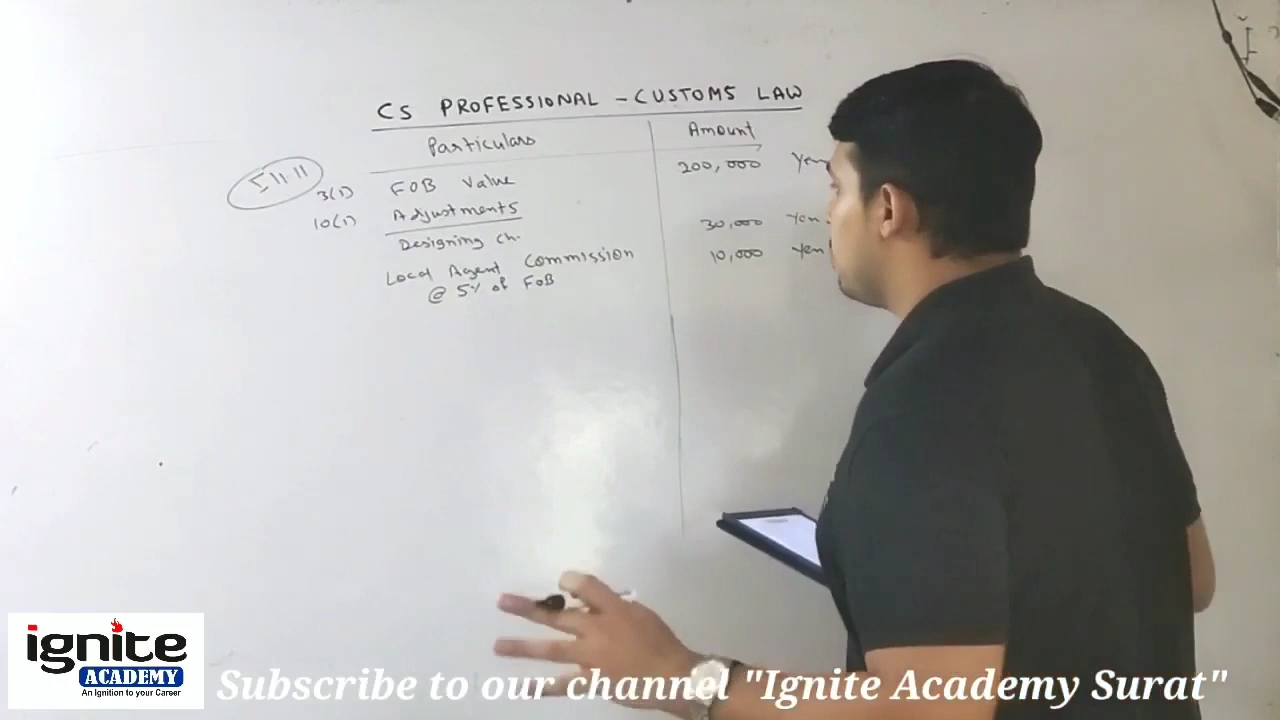 CS PROFESSIONAL - CUSTOMS LAW
Particulars Amount
3(1) FOB Value 200,000 Yen
10(1) Adjustments
Designing Ch. 30,000 Yen
Local Agent Commission 10,000 Yen
@ 5% of FOB
ignite
ACADEMY
An Ignition to your Career
Subscribe to our channel "Ignite Academy Surat"